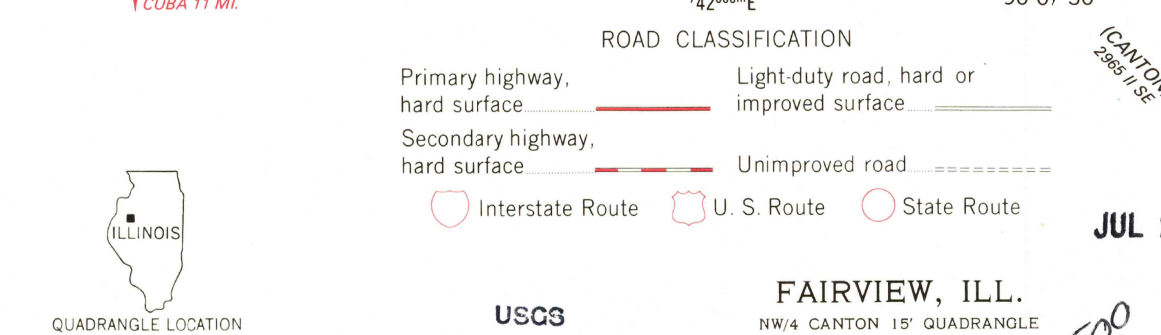 CUBA 11 MI.
ROAD CLASSIFICATION
Primary highway,
hard surface
Light-duty road, hard or
improved surface
Secondary highway,
hard surface
Unimproved road
Interstate Route
U. S. Route
State Route
(CANTON
2965 II SE
ILLINOIS
QUADRANGLE LOCATION
JUL
USGS
FAIRVIEW, ILL.
NW/4 CANTON 15' QUADRANGLE